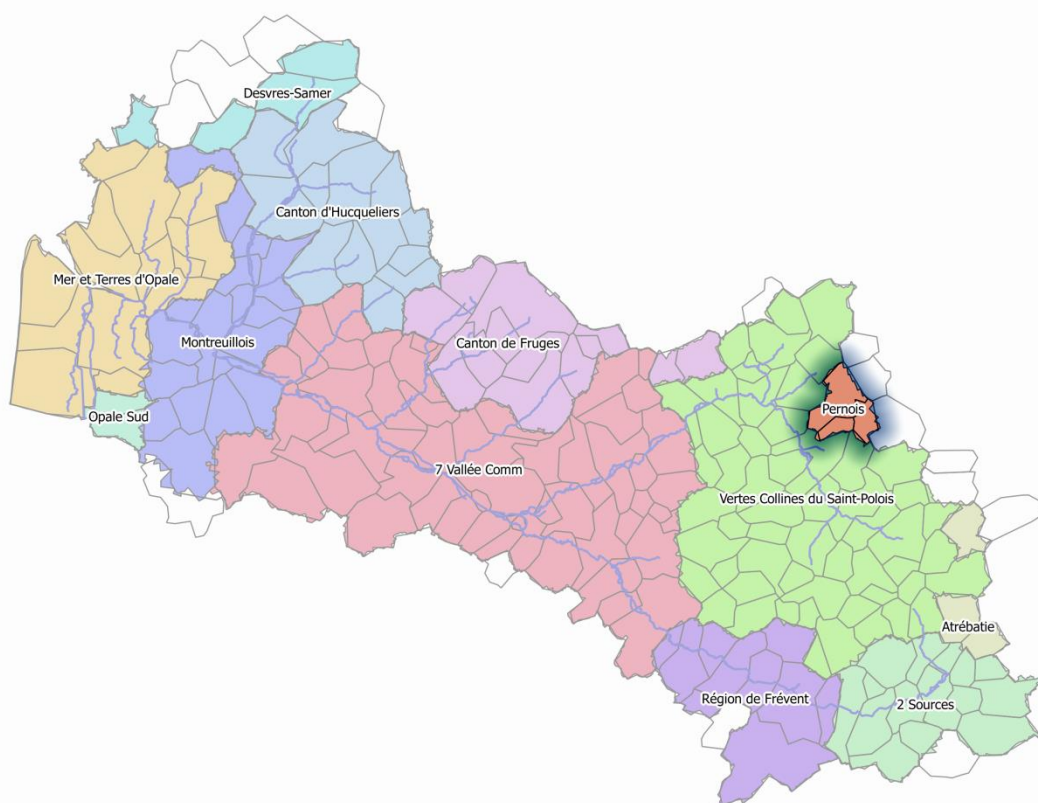 Desvres-Samer
Canton d'Hucqueliers
Mer et Terres d'Opale
Montreuillois
Canton de Fruges
Opale Sud
Pernois
7 Vallée Comm
Vertes Collines du Saint-Polois
Atrébatie
Région de Frévent
2 Sources